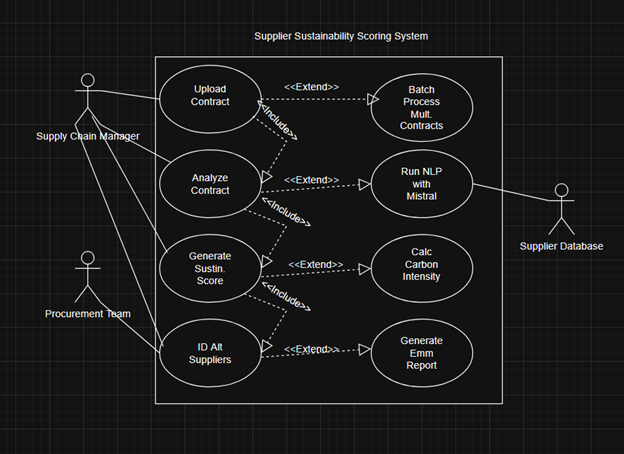 Supplier Sustainability Scoring System
Upload
Contract
<<Extend>>
Batch
Process
Mult.
Contracts
<<Include>>
Supply Chain Manager
Analyze
Contract
<<Extend>>
Run NLP
with
Mistral
Supplier Database
<<Include>>
Generate
Sustin.
Score
<<Extend>>
Calc
Carbon
Intensity
<<Include>>
Procurement Team
ID Alt
Suppliers
<<Extend>>
Generate
Emm
Report